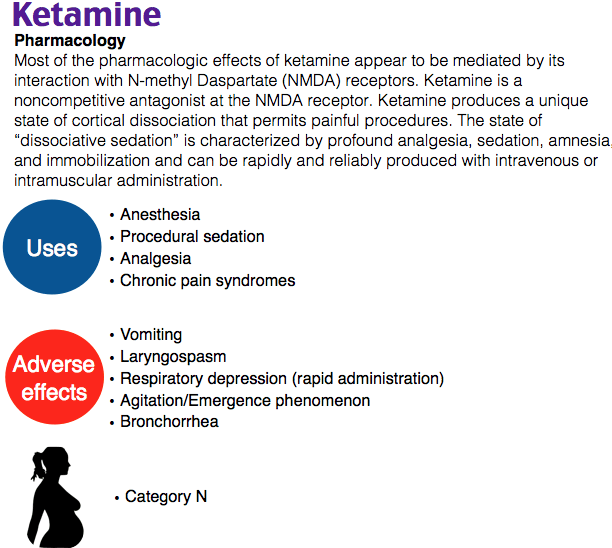 Ketamine
Pharmacology
Most of the pharmacologic effects of ketamine appear to be mediated by its
interaction with N-methyl Daspartate (NMDA) receptors. Ketamine is a
noncompetitive antagonist at the NMDA receptor. Ketamine produces a unique
state of cortical dissociation that permits painful procedures. The state of
“dissociative sedation” is characterized by profound analgesia, sedation, amnesia,
and immobilization and can be rapidly and reliably produced with intravenous or
intramuscular administration.
Uses
• Anesthesia
• Procedural sedation
• Analgesia
• Chronic pain syndromes
Adverse
effects
• Vomiting
• Laryngospasm
• Respiratory depression (rapid administration)
• Agitation/Emergence phenomenon
• Bronchorrhea
• Category N